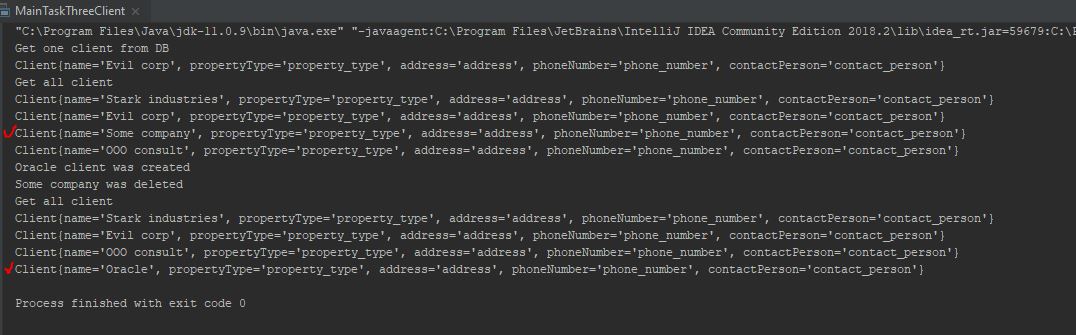 MainTaskThreeClient
"C:\Program Files\Java\jdk-11.0.9\bin\java.exe" "-javaagent:C:\Program Files\JetBrains\IntelliJ IDEA Community Edition 2018.2\lib\idea_rt.jar=59679:C:\
Get one client from DB
Client{name='Evil corp', propertyType='property_type', address='address', phoneNumber='phone_number', contactPerson='contact_person'}
Get all client
Client{name='Stark industries', propertyType='property_type', address='address', phoneNumber='phone_number', contactPerson='contact_person'}
Client{name='Evil corp', propertyType='property_type', address='address', phoneNumber='phone_number', contactPerson='contact_person'}
Client{name='Some company', propertyType='property_type', address='address', phoneNumber='phone_number', contactPerson='contact_person'}
Client{name='OOO consult', propertyType='property_type', address='address', phoneNumber='phone_number', contactPerson='contact_person'}
Oracle client was created
Some company was deleted
Get all client
Client{name='Stark industries', propertyType='property_type', address='address', phoneNumber='phone_number', contactPerson='contact_person'}
Client{name='Evil corp', propertyType='property_type', address='address', phoneNumber='phone_number', contactPerson='contact_person'}
Client{name='OOO consult', propertyType='property_type', address='address', phoneNumber='phone_number', contactPerson='contact_person'}
Client{name='Oracle', propertyType='property_type', address='address', phoneNumber='phone_number', contactPerson='contact_person'}
Process finished with exit code 0